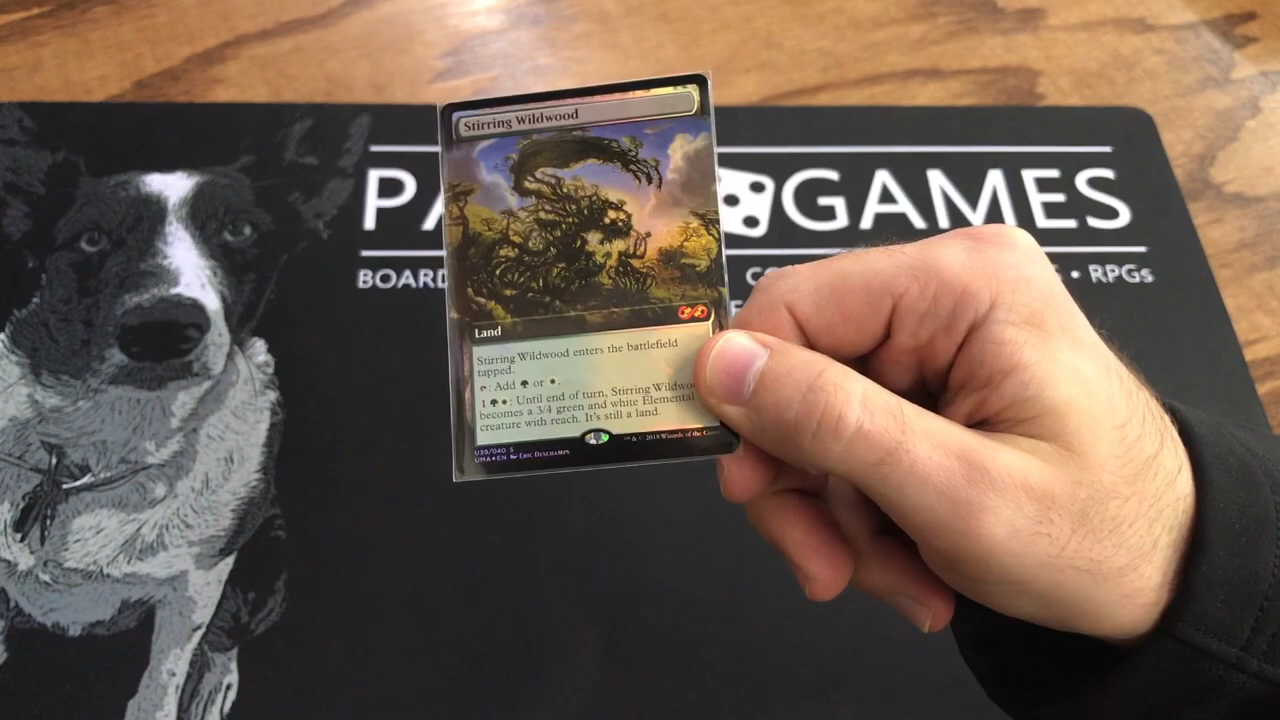 Stirring Wildwood
PA GAMES
BOARD • RPGs
Land
Stirring Wildwood enters the battlefield
tapped.
: Add or .
1 : Until end of turn, Stirring
becomes a 3/4 green and white Elemental
creature with reach. It's still a land.
U39/040 S
UMA★EN ERIC DESCHAMPS
™ & © 2018 Wizards of the